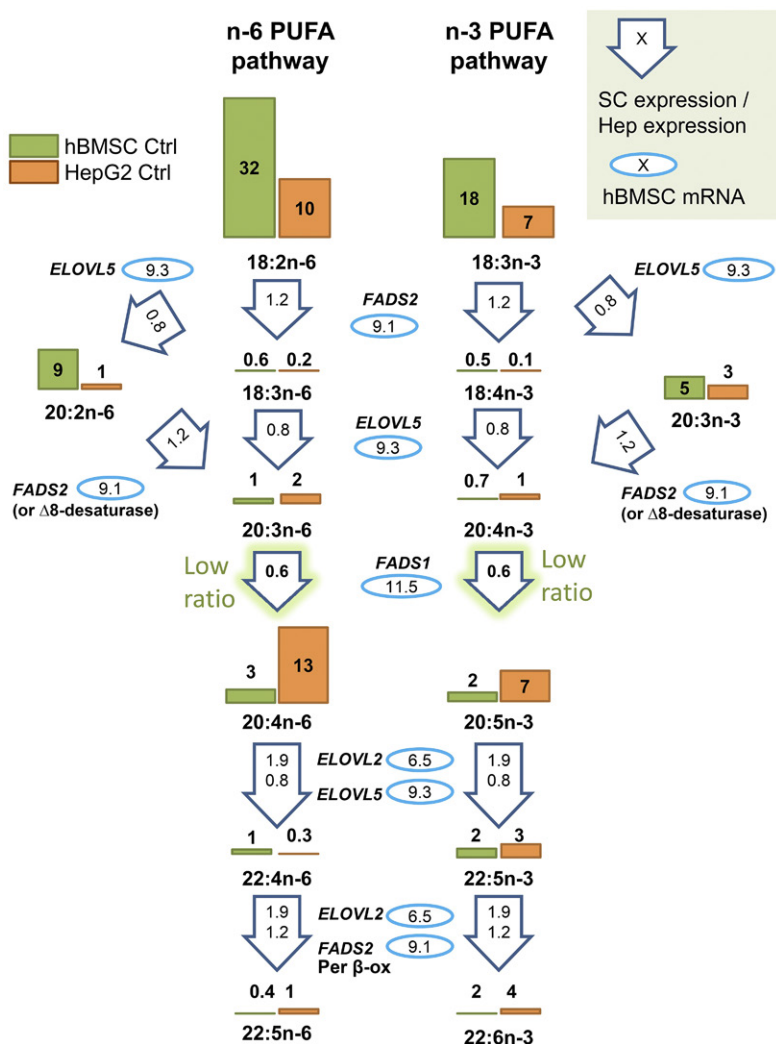 n-6 PUFA
pathway
n-3 PUFA
pathway
X
SC expression /
Hep expression
X
hBMSC mRNA
hBMSC Ctrl
HepG2 Ctrl
32
10
18
7
18:2n-6
18:3n-3
ELOVL5 9.3
1.2
FADS2
9.1
1.2
ELOVL5 9.3
0.8
0.8
0.6 0.2
0.5 0.1
18:3n-6
18:4n-3
9 1
20:2n-6
5 3
20:3n-3
1.2
0.8
ELOVL5
9.3
0.8
1.2
FADS2 9.1
(or Δ8-desaturase)
FADS2 9.1
(or Δ8-desaturase)
1 2
0.7 1
20:3n-6
20:4n-3
Low
ratio
0.6
FADS1
11.5
0.6
Low
ratio
3 13
2 7
20:4n-6
20:5n-3
1.9
0.8
ELOVL2 6.5
ELOVL5 9.3
1.9
0.8
1 0.3
2 3
22:4n-6
22:5n-3
1.9
1.2
ELOVL2 6.5
FADS2 9.1
Per β-ox
1.9
1.2
0.4 1
2 4
22:5n-6
22:6n-3